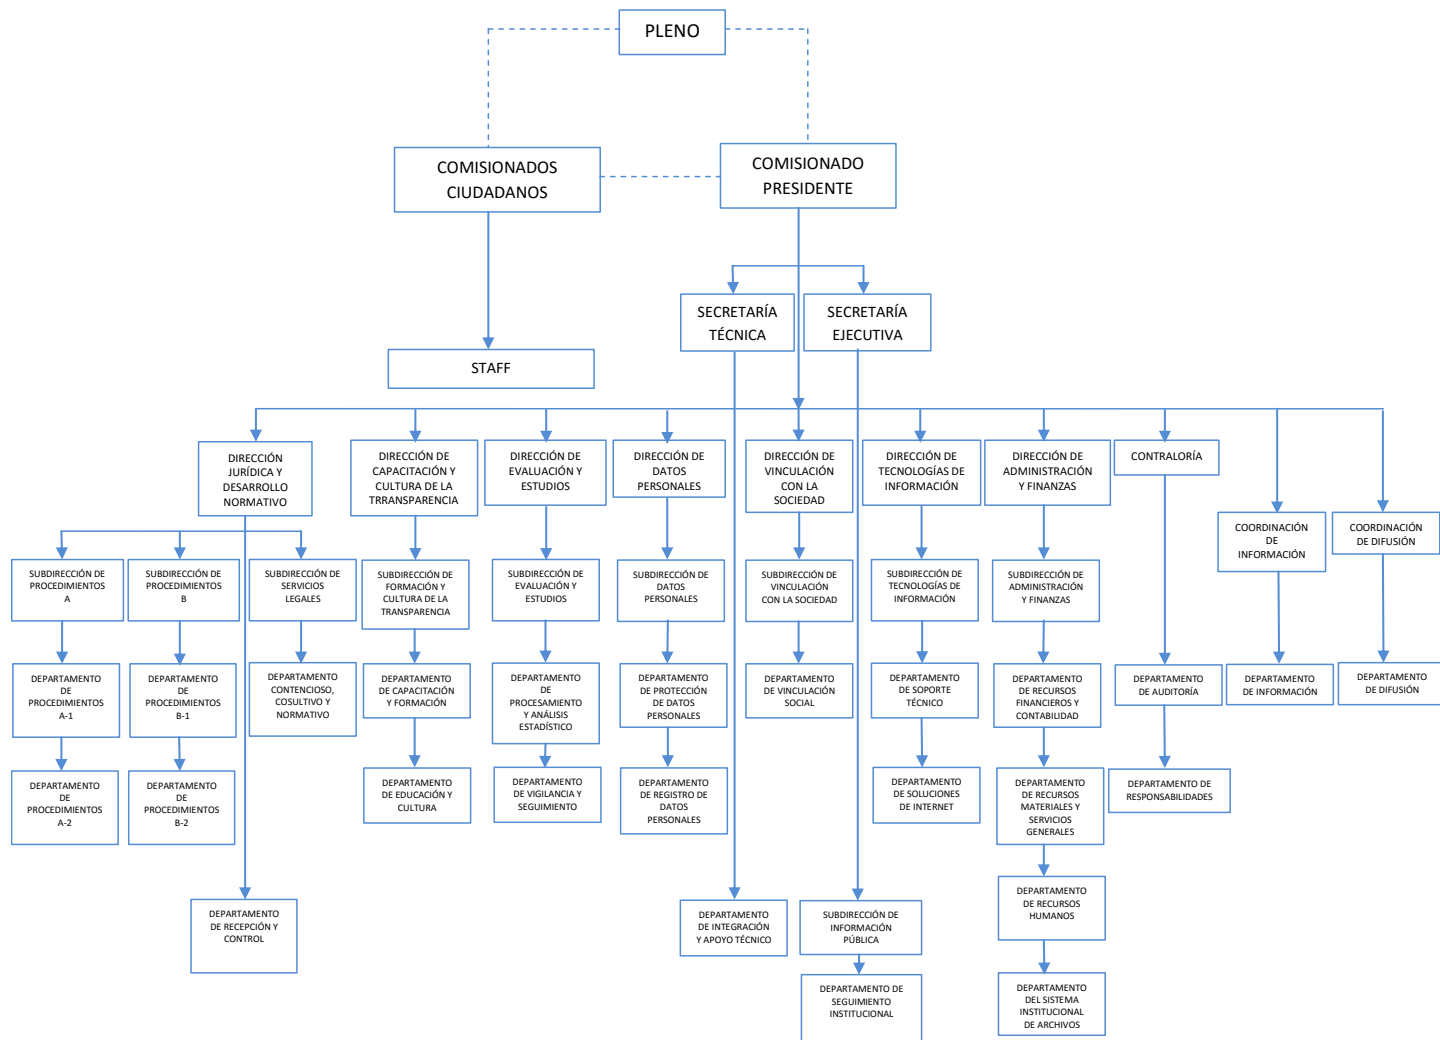 PLENO
COMISIONADOS
CIUDADANOS
COMISIONADO
PRESIDENTE
SECRETARÍA
TÉCNICA
SECRETARÍA
EJECUTIVA
STAFF
DIRECCIÓN
JURÍDICA Y
DESARROLLO
NORMATIVO
DIRECCIÓN DE
CAPACITACIÓN Y
CULTURA DE LA
TRRANSPARENCIA
DIRECCIÓN DE
EVALUACIÓN Y
ESTUDIOS
DIRECCIÓN DE
DATOS
PERSONALES
DIRECCIÓN DE
VINCULACIÓN
CON LA
SOCIEDAD
DIRECCIÓN DE
TECNOLOGÍAS DE
INFORMACIÓN
DIRECCIÓN DE
ADMINISTRACIÓN
Y FINANZAS
CONTRALORÍA
COORDINACIÓN
DE
INFORMACIÓN
COORDINACIÓN
DE DIFUSIÓN
SUBDIRECCIÓN DE
PROCEDIMIENTOS
A
SUBDIRECCIÓN DE
PROCEDIMIENTOS
B
SUBDIRECCIÓN DE
SERVICIOS
LEGALES
SUBDIRECCIÓN DE
FORMACIÓN Y
CULTURA DE LA
TRANSPARENCIA
SUBDIRECCIÓN DE
EVALUACIÓN Y
ESTUDIOS
SUBDIRECCIÓN DE
DATOS
PERSONALES
SUBDIRECCIÓN DE
VINCULACIÓN
CON LA SOCIEDAD
SUBDIRECCIÓN DE
TECNOLOGÍAS DE
INFORMACIÓN
SUBDIRECCIÓN DE
ADMINISTRACIÓN
Y FINANZAS
DEPARTAMENTO
DE
PROCEDIMIENTOS
A-1
DEPARTAMENTO
DE
PROCEDIMIENTOS
B-1
DEPARTAMENTO
CONTENCIOSO,
COSULTIVO Y
NORMATIVO
DEPARTAMENTO
DE CAPACITACIÓN
Y FORMACIÓN
DEPARTAMENTO
DE
PROCESAMIENTO
Y ANÁLISIS
ESTADÍSTICO
DEPARTAMENTO
DE PROTECCIÓN
DE DATOS
PERSONALES
DEPARTAMENTO
DE VINCULACIÓN
SOCIAL
DEPARTAMENTO
DE SOPORTE
TÉCNICO
DEPARTAMENTO
DE RECURSOS
FINANCIEROS Y
CONTABILIDAD
DEPARTAMENTO
DE AUDITORÍA
DEPARTAMENTO
DE INFORMACIÓN
DEPARTAMENTO
DE DIFUSIÓN
DEPARTAMENTO
DE
PROCEDIMIENTOS
A-2
DEPARTAMENTO
DE
PROCEDIMIENTOS
B-2
DEPARTAMENTO
DE EDUCACIÓN Y
CULTURA
DEPARTAMENTO
DE VIGILANCIA Y
SEGUIMIENTO
DEPARTAMENTO
DE REGISTRO DE
DATOS
PERSONALES
DEPARTAMENTO
DE SOLUCIONES
DE INTERNET
DEPARTAMENTO
DE RECURSOS
MATERIALES Y
SERVICIOS
GENERALES
DEPARTAMENTO DE
RESPONSABILIDADES
DEPARTAMENTO
DE RECEPCIÓN Y
CONTROL
DEPARTAMENTO
DE INTEGRACIÓN
Y APOYO TÉCNICO
SUBDIRECCIÓN DE
INFORMACIÓN
PÚBLICA
DEPARTAMENTO
DE RECURSOS
HUMANOS
DEPARTAMENTO DE
SEGUIMIENTO
INSTITUCIONAL
DEPARTAMENTO
DEL SISTEMA
INSTITUCIONAL
DE ARCHIVOS